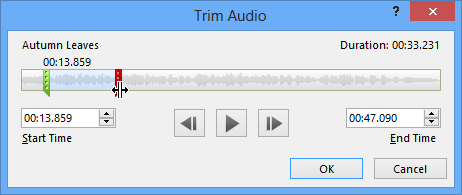 Trim Audio
?
Autumn Leaves
Duration: 00:33.231
00:13.859
00:13.859
00:47.090
Start Time
End Time
OK
Cancel